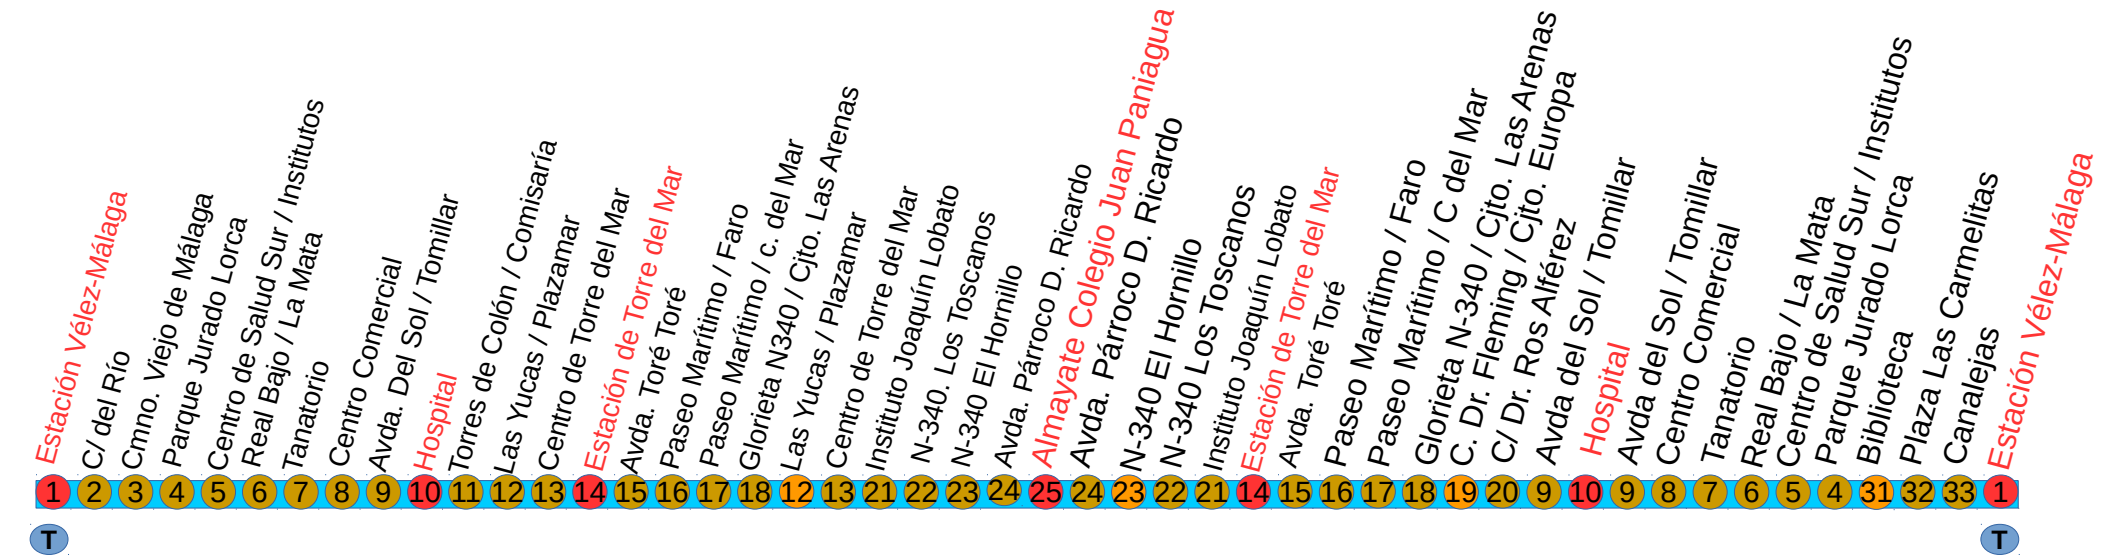 Estación Vélez-Málaga
C/ del Río
Cmno. Viejo de Málaga
Parque Jurado Lorca
Centro de Salud Sur / Institutos
Real Bajo / La Mata
Tanatorio
Centro Comercial
Avda. Del Sol / Tomillar
Hospital
Torres de Colón / Comisaría
Las Yucas / Plazamar
Centro de Torre del Mar
Estación de Torre del Mar
Avda. Toré Toré
Paseo Marítimo / Faro
Paseo Marítimo / c. del Mar
Glorieta N340 / Cjto. Las Arenas
Las Yucas / Plazamar
Centro de Torre del Mar
Instituto Joaquín Lobato
N-340. Los Toscanos
N-340 El Hornillo
Avda. Párroco D. Ricardo
Almayate Colegio Juan Paniagua
Avda. Párroco D. Ricardo
N-340 El Hornillo
N-340 Los Toscanos
Instituto Joaquín Lobato
Estación de Torre del Mar
Avda. Toré Toré
Paseo Marítimo / Faro
Paseo Marítimo / C del Mar
Glorieta N-340 / Cjto. Las Arenas
C. Dr. Fleming / Cjto. Europa
C/ Dr. Ros Alférez
Avda del Sol / Tomillar
Hospital
Avda del Sol / Tomillar
Centro Comercial
Tanatorio
Real Bajo / La Mata
Centro de Salud Sur / Institutos
Parque Jurado Lorca
Biblioteca
Plaza Las Carmelitas
Canalejas
Estación Vélez-Málaga
1 2 3 4 5 6 7 8 9 10 11 12 13 14 15 16 17 18 12 13 21 22 23 24 25 24 23 22 21 14 15 16 17 18 19 20 9 10 9 8 7 6 5 4 31 32 33 1
T T